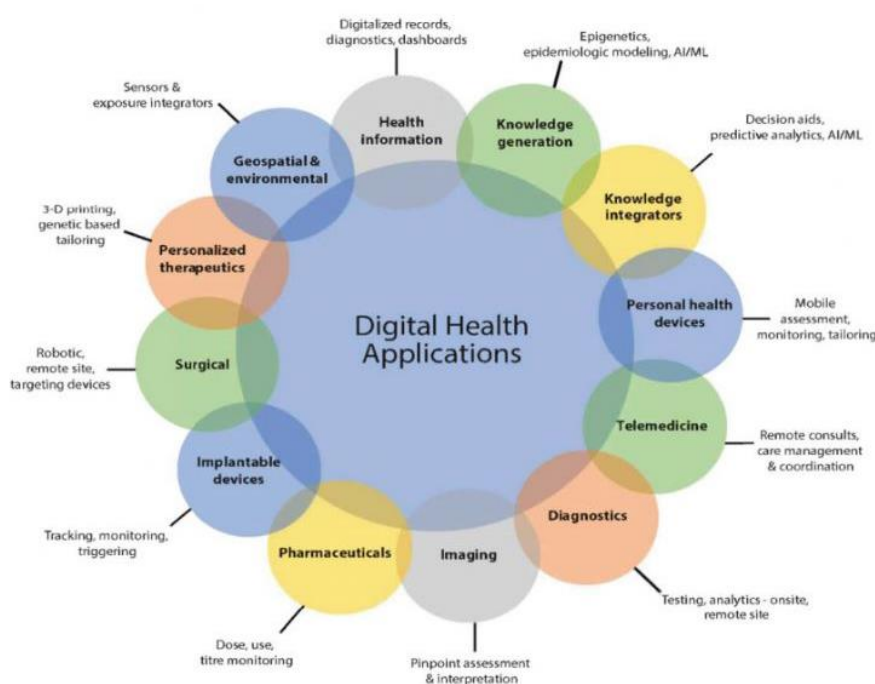 Digitalized records,
diagnostics, dashboards
Epigenetics,
epidemiologic modeling, AI/ML
Sensors &
exposure integrators
Health
information
Knowledge
generation
Decision aids,
predictive analytics, AI/ML
Geospatial &
environmental
Knowledge
integrators
3-D printing,
genetic based
tailoring
Personalized
therapeutics
Personal health
devices
Mobile
assessment,
monitoring, tailoring
Digital Health
Applications
Robotic,
remote site,
targeting devices
Surgical
Telemedicine
Remote consults,
care management
& coordination
Implantable
devices
Diagnostics
Tracking, monitoring,
triggering
Pharmaceuticals
Imaging
Testing, analytics - onsite,
remote site
Dose, use,
titre monitoring
Pinpoint assessment
& interpretation